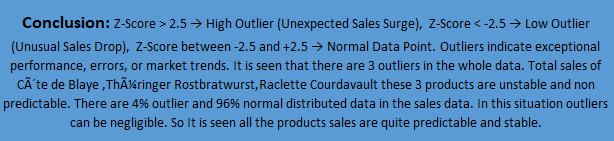 Conclusion: Z-Score > 2.5 → High Outlier (Unexpected Sales Surge),  Z-Score < -2.5 → Low Outlier
(Unusual Sales Drop),  Z-Score between -2.5 and +2.5 → Normal Data Point. Outliers indicate exceptional
performance, errors, or market trends. It is seen that there are 3 outliers in the whole data. Total sales of
CÃ´te de Blaye ,ThÃ¼ringer Rostbratwurst,Raclette Courdavault these 3 products are unstable and non
predictable. There are 4% outlier and 96% normal distributed data in the sales data. In this situation outliers
can be negligible. So It is seen all the products sales are quite predictable and stable.